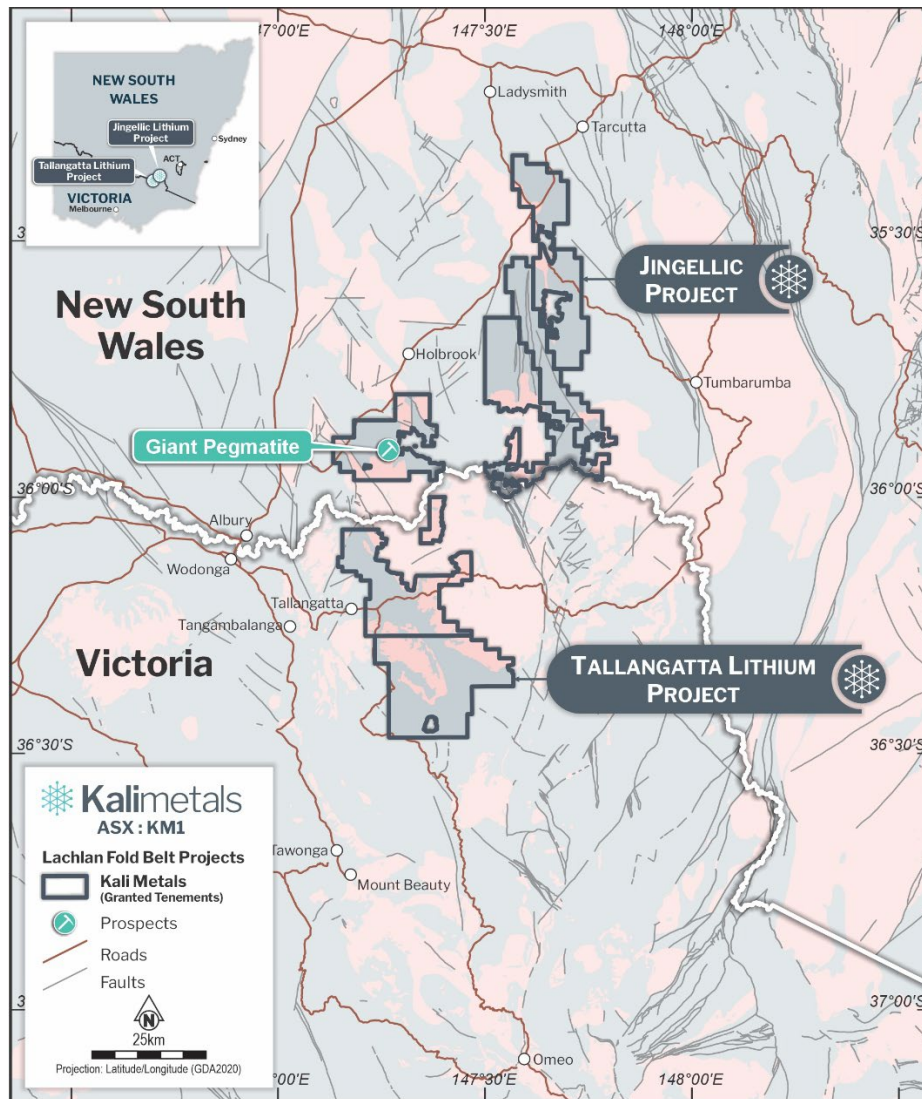 147°00'E
147°30'E
148°00'E
NEW SOUTH
WALES
Jingellic Lithium
Project
Sydney
ACT
Tallangatta Lithium
Project
VICTORIA
Melbourne
Ladysmith
Tarcutta
35°30'S
JINGELLIC
PROJECT
New South
Wales
Holbrook
Tumbarumba
Giant Pegmatite
36°00'S
36°00'S
Albury
Wodonga
Tallangatta
Tangambalanga
Victoria
TALLANGATTA LITHIUM
PROJECT
36°30'S
36°30'S
Kalimetals
ASX : KM1
Lachlan Fold Belt Projects
Kali Metals
(Granted Tenements)
Prospects
Roads
Faults
N
25km
Projection: Latitude/Longitude (GDA2020)
Mount Beauty
Omeo
37°00'S
147°30'E
148°00'E